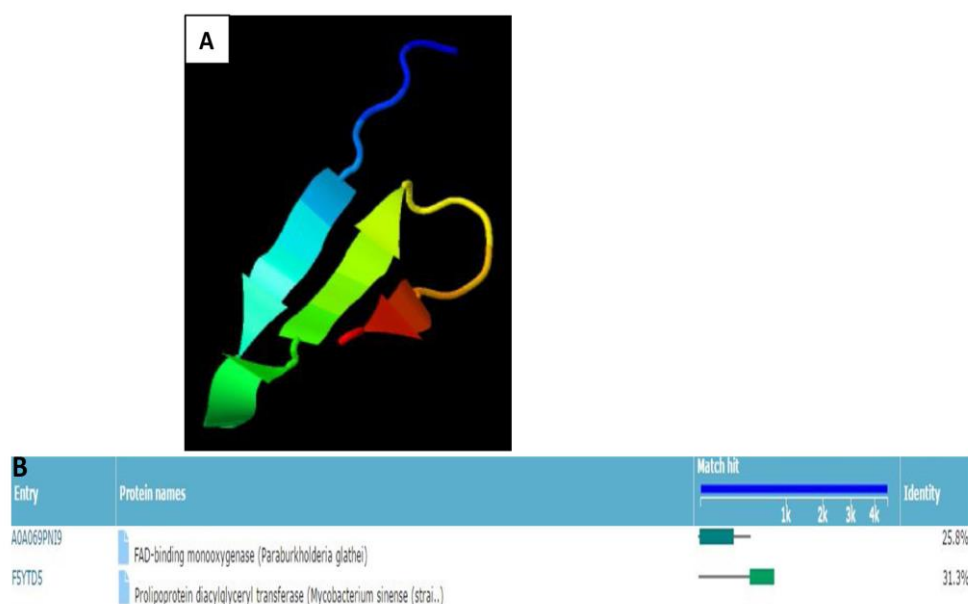 A
B
Entry Protein names Match hit Identity
1k 2k 3k 4k
A0A069PNI9 FAD-binding monooxygenase (Paraburkholderia glathei) 25.8%
F5YTD5 Prolipoprotein diacylglyceryl transferase (Mycobacterium sinense (strai..) 31.3%